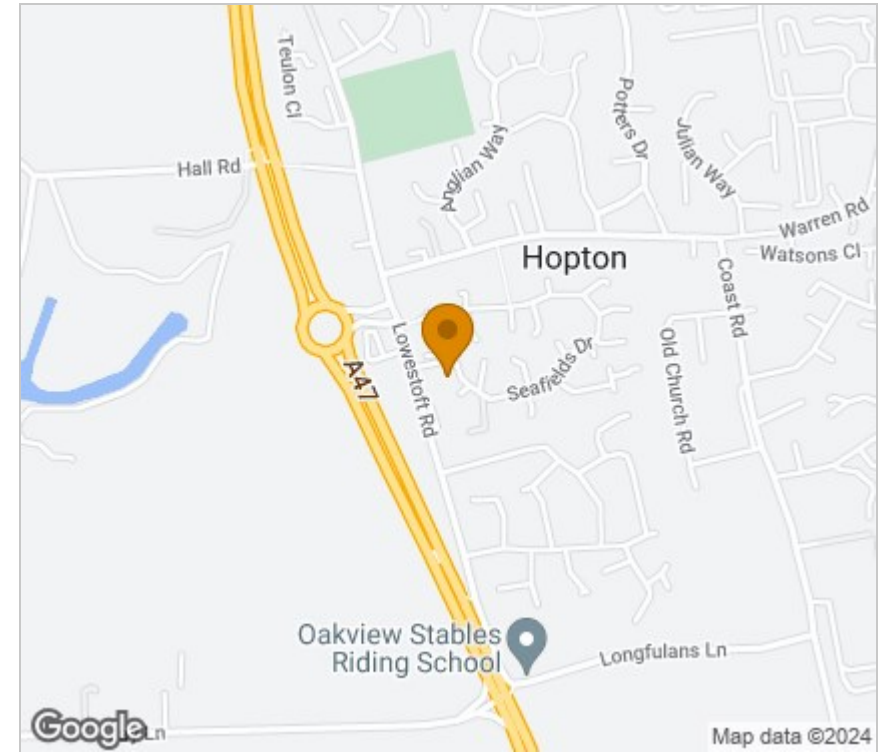 Teulon Cl
Hall Rd
Anglian Way
Potters Dr
Julian Way
Warren Rd
Watsons Cl
Hopton
Coast Rd
Lowestoft Rd
A47
Seafields Dr
Old Church Rd
Oakview Stables
Riding School
Longfulans Ln
Google
Ln
Map data ©2024